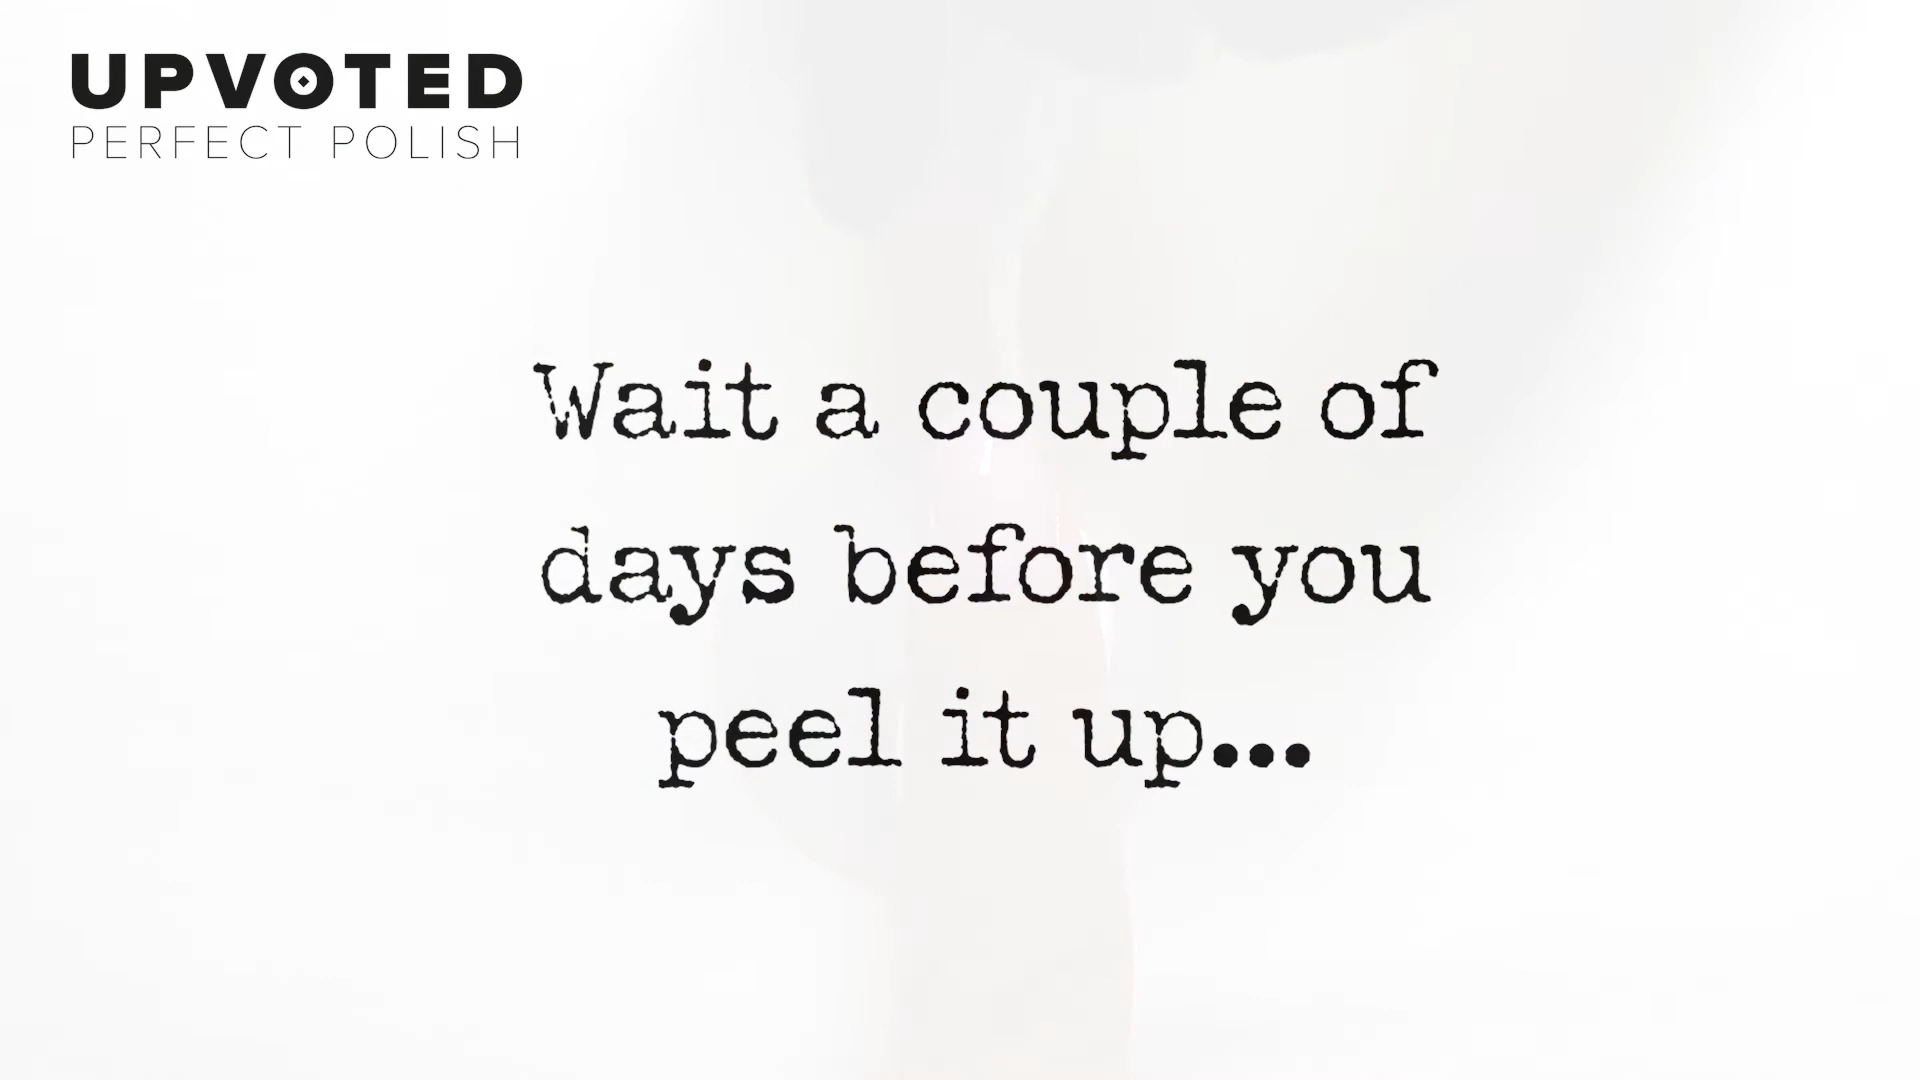 UPVOTED
PERFECT POLISH
Wait a couple of
days before you
peel it up...